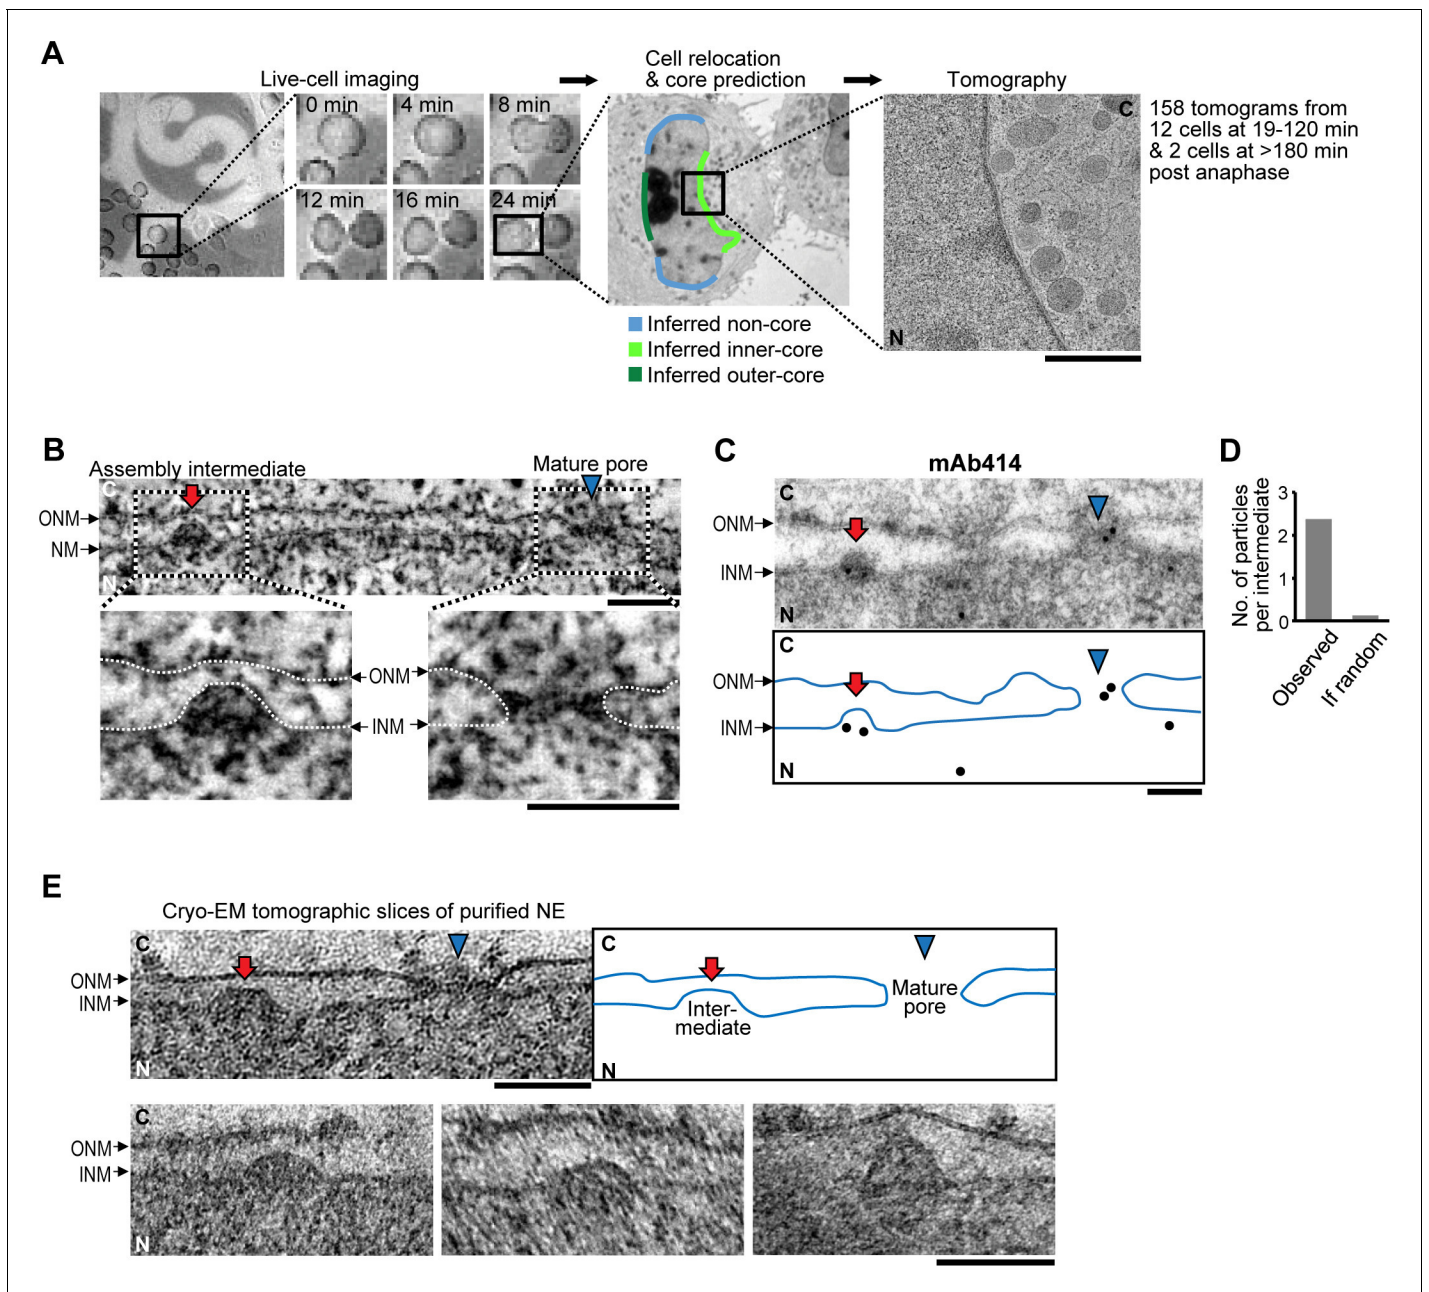 A
Live-cell imaging
Cell relocation
& core prediction
Tomography
0 min
4 min
8 min
12 min
16 min
24 min
C
N
158 tomograms from
12 cells at 19-120 min
& 2 cells at >180 min
post anaphase
Inferred non-core
Inferred inner-core
Inferred outer-core
B
Assembly intermediate
Mature pore
C
ONM
NM
N
ONM
INM
C
mAb414
C
ONM
INM
N
C
ONM
INM
N
D
No. of particles
per intermediate
3
2
1
0
Observed
If random
E
Cryo-EM tomographic slices of purified NE
C
ONM
INM
N
C
Inter-
mediate
Mature
pore
N
C
ONM
INM
N